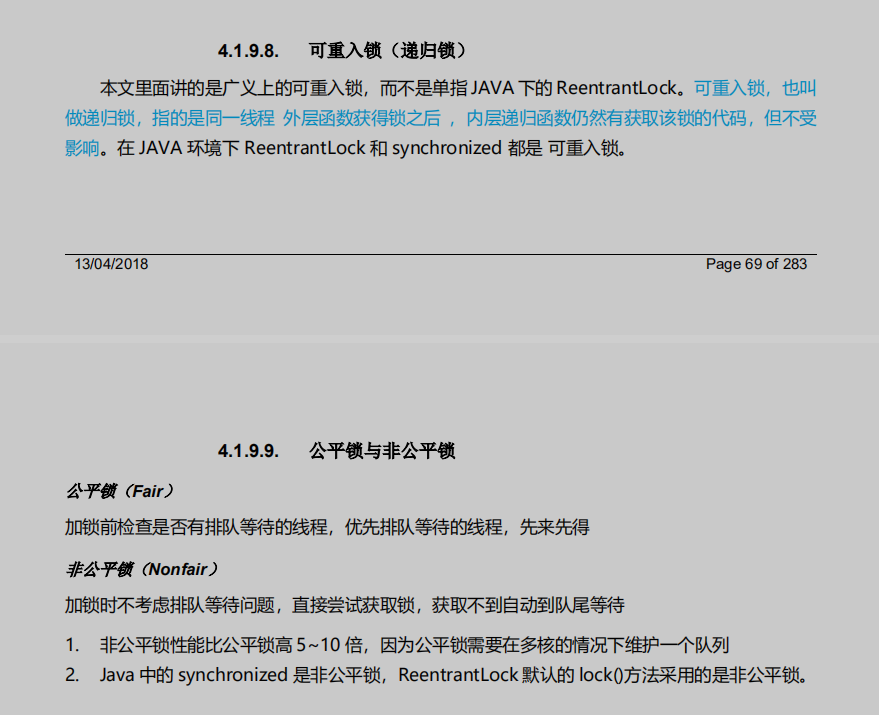 4.1.9.8. 可重入锁（递归锁）
本文里面讲的是广义上的可重入锁，而不是单指 JAVA 下的 ReentrantLock。可重入锁，也叫
做递归锁，指的是同一线程 外层函数获得锁之后 ，内层递归函数仍然有获取该锁的代码，但不受
影响。在 JAVA 环境下 ReentrantLock 和 synchronized 都是 可重入锁。
13/04/2018 Page 69 of 283
4.1.9.9. 公平锁与非公平锁
公平锁（Fair）
加锁前检查是否有排队等待的线程，优先排队等待的线程，先来先得
非公平锁（Nonfair）
加锁时不考虑排队等待问题，直接尝试获取锁，获取不到自动到队尾等待
1. 非公平锁性能比公平锁高 5~10 倍，因为公平锁需要在多核的情况下维护一个队列
2. Java 中的 synchronized 是非公平锁，ReentrantLock 默认的 lock()方法采用的是非公平锁。